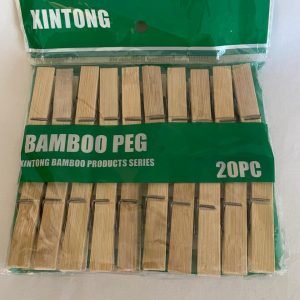 XINTONG
BAMBOO PEG
XINTONG BAMBOO PRODUCTS SERIES
20PC